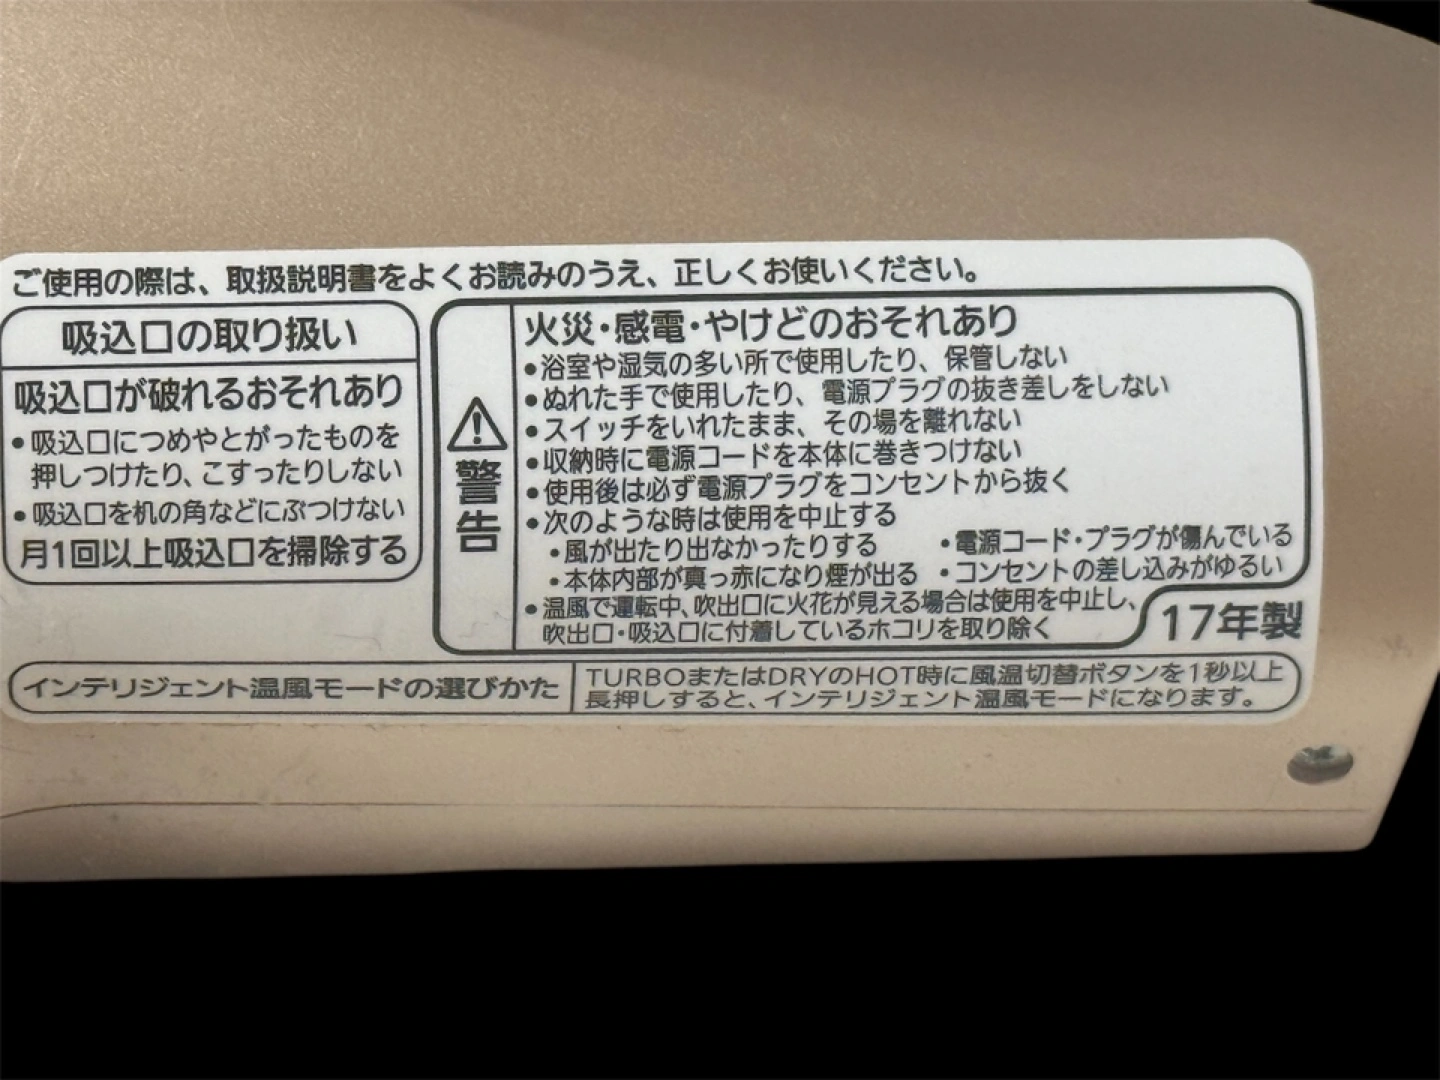 ご使用の際は、取扱説明書をよくお読みのうえ、正しくお使いください。
吸込口の取り扱い
吸込口が破れるおそれあり
•吸込口につめやとがったものを
押しつけたり、こすったりしない
•吸込口を机の角などにぶつけない
月1回以上吸込口を掃除する
警告
火災・感電・やけどのおそれあり
•浴室や湿気の多い所で使用したり、保管しない
•ぬれた手で使用したり、電源プラグの抜き差しをしない
•スイッチをいれたまま、その場を離れない
•収納時に電源コードを本体に巻きつけない
•使用後は必ず電源プラグをコンセントから抜く
•次のような時は使用を中止する
•風が出たり出なかったりする
•電源コード・プラグが傷んでいる
•本体内部が真っ赤になり煙が出る
•コンセントの差し込みがゆるい
•温風で運転中、吹出口に火花が見える場合は使用を中止し、
吹出口・吸込口に付着しているホコリを取り除く
17年製
インテリジェント温風モードの選びかた
TURBOまたはDRYのHOT時に風温切替ボタンを1秒以上
長押しすると、インテリジェント温風モードになります。